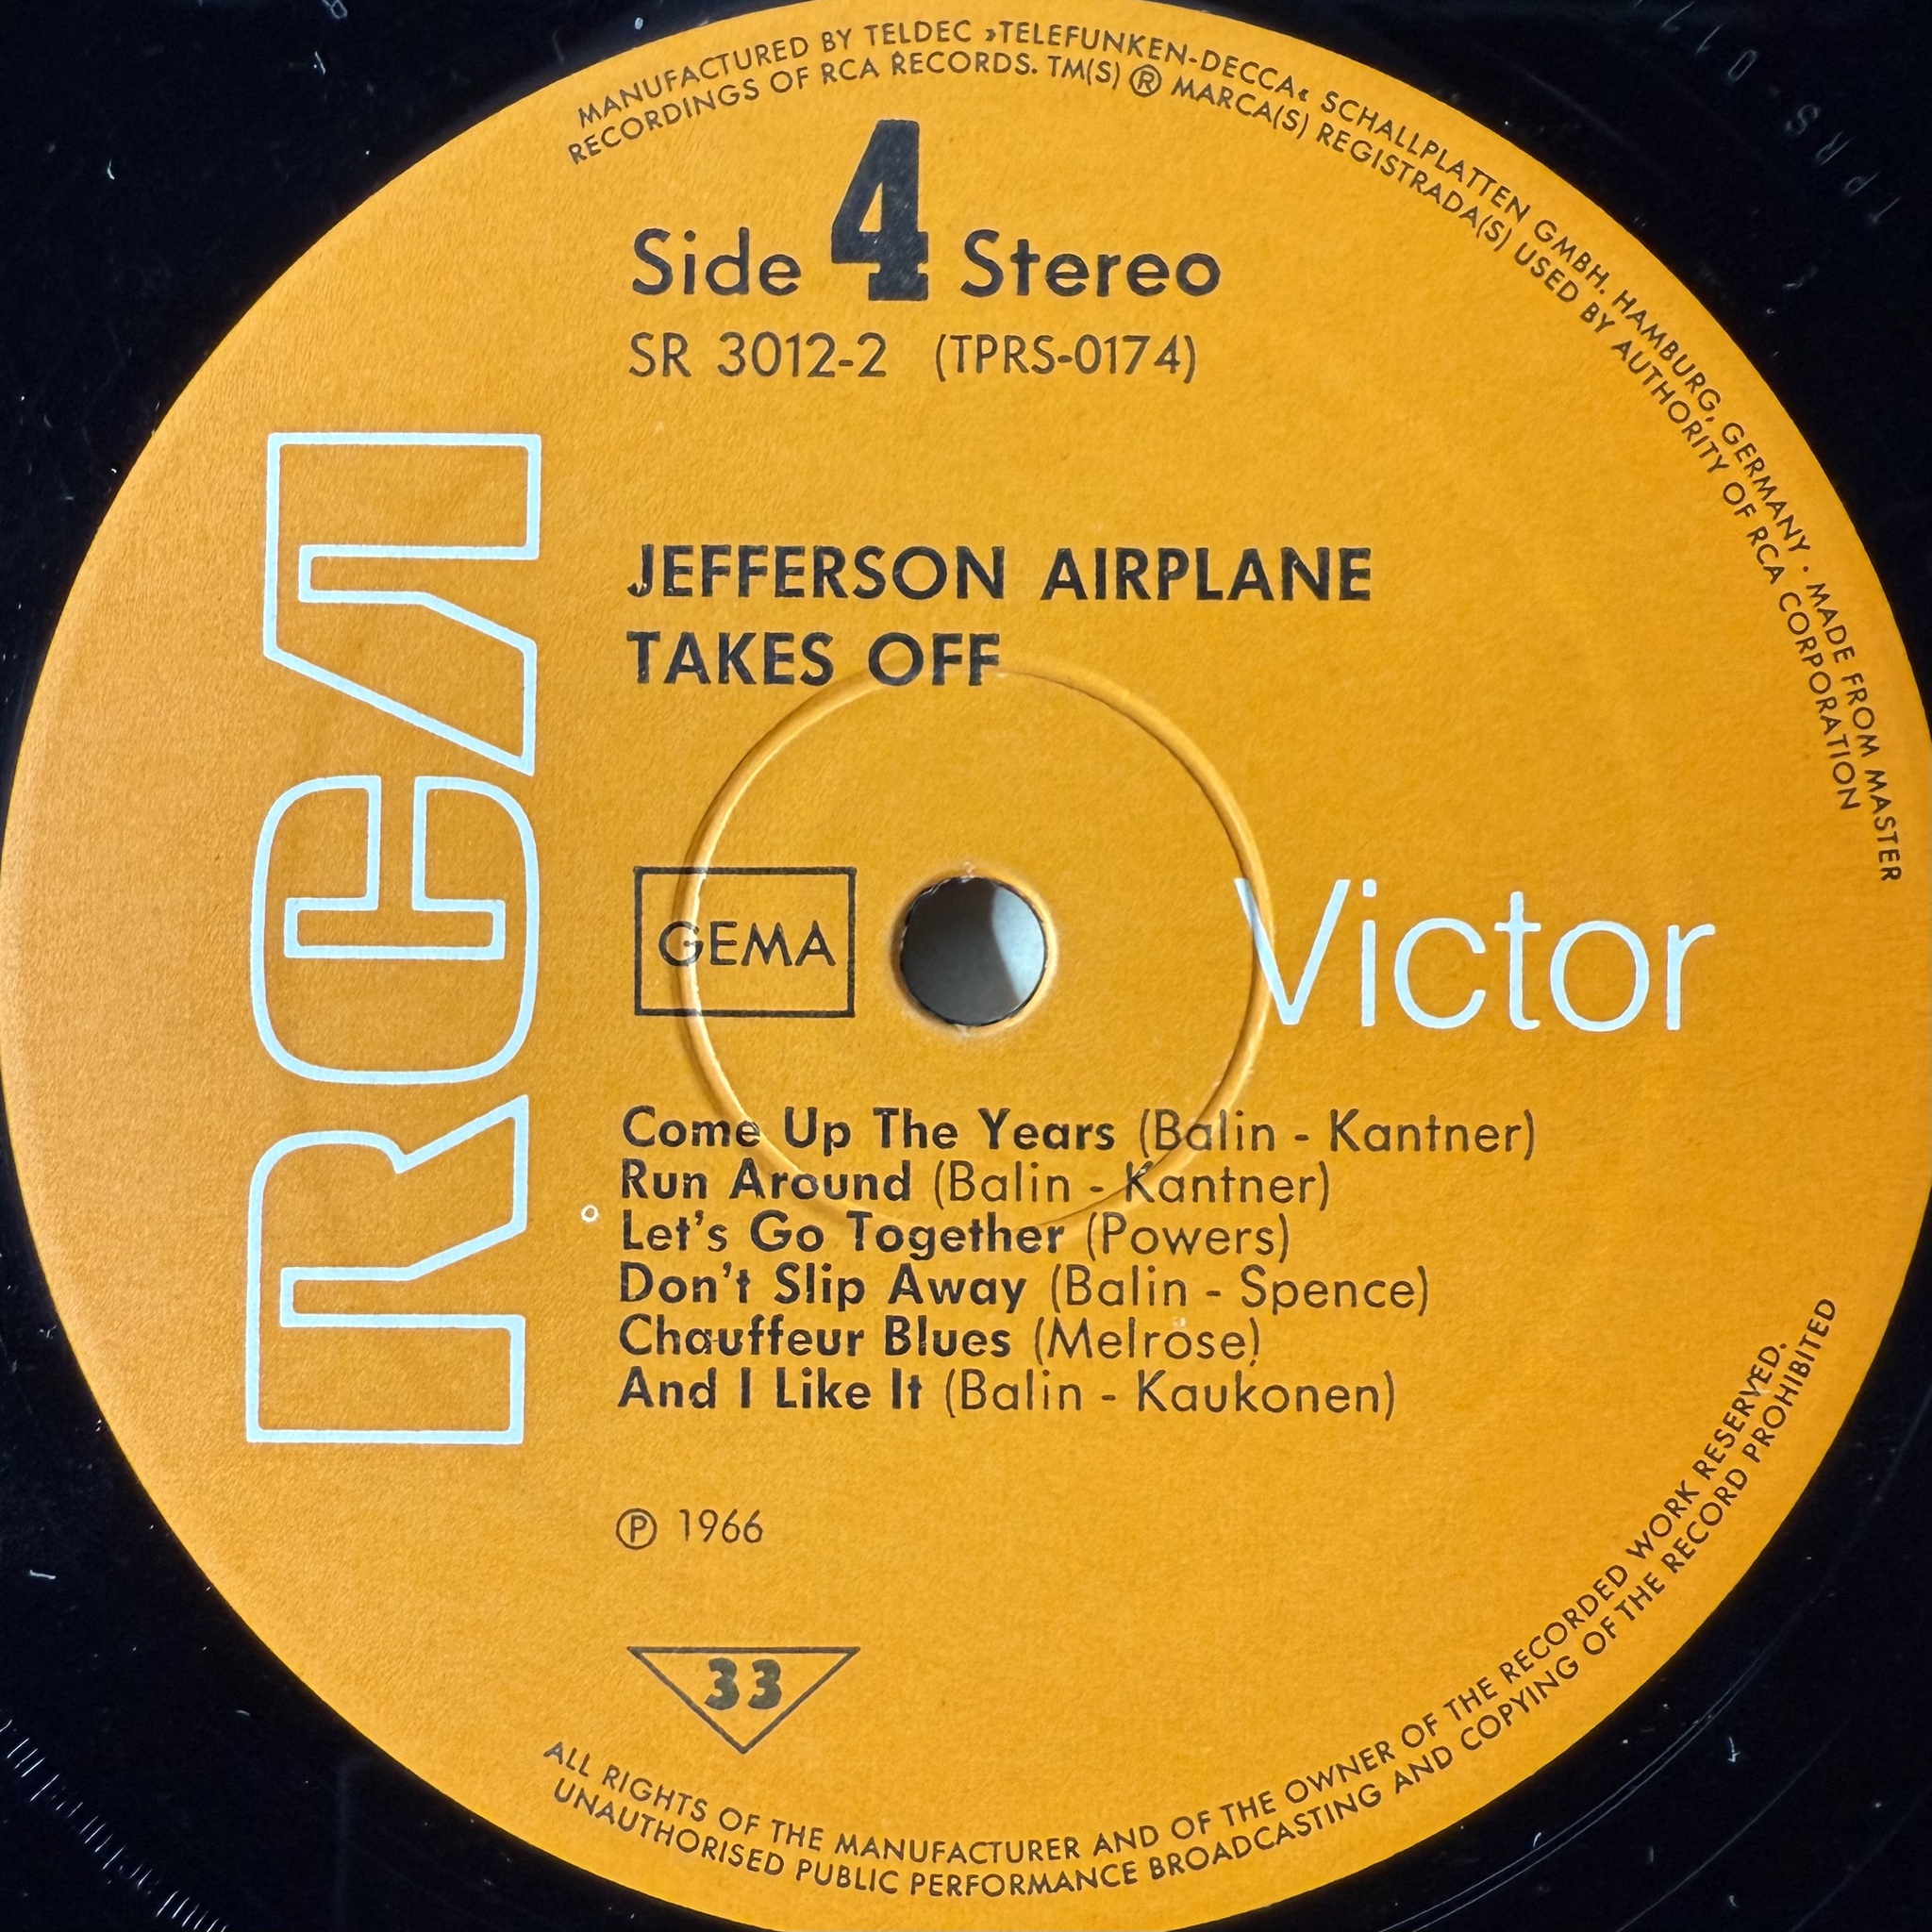 MANUFACTURED BY TELDEC »TELEFUNKEN-DECCA« SCHALLPLATTEN GMBH. HAMBURG, GERMANY · MADE FROM MASTER
RECORDINGS OF RCA RECORDS. TM(S) ® MARCA(S) REGISTRADA(S) USED BY AUTHORITY OF RCA CORPORATION
Side 4 Stereo
SR 3012-2 (TPRS-0174)
JEFFERSON AIRPLANE
TAKES OFF
RCA
GEMA
Victor
Come Up The Years (Balin - Kantner)
Run Around (Balin - Kantner)
Let's Go Together (Powers)
Don't Slip Away (Balin - Spence)
Chauffeur Blues (Melrose)
And I Like It (Balin - Kaukonen)
℗ 1966
33
ALL RIGHTS OF THE MANUFACTURER AND OF THE OWNER OF THE RECORDED WORK RESERVED.
UNAUTHORISED PUBLIC PERFORMANCE BROADCASTING AND COPYING OF THE RECORD PROHIBITED